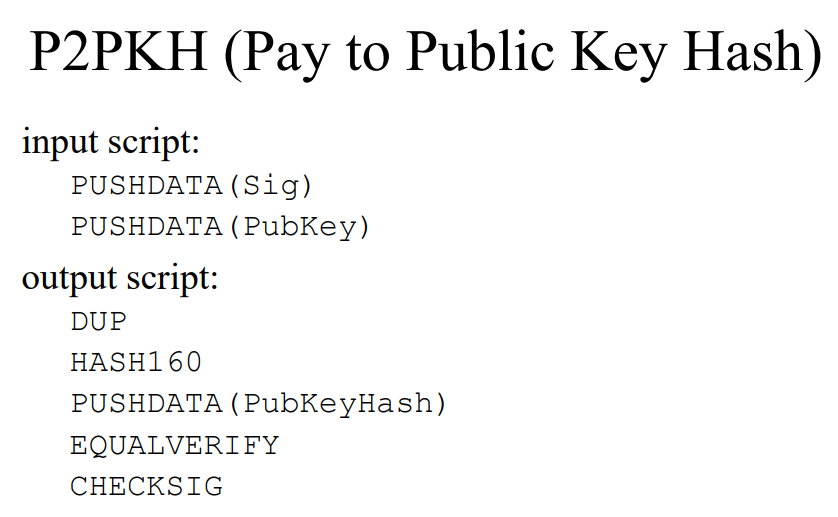 P2PKH (Pay to Public Key Hash)
input script:
PUSHDATA(Sig)
PUSHDATA(PubKey)
output script:
DUP
HASH160
PUSHDATA(PubKeyHash)
EQUALVERIFY
CHECKSIG